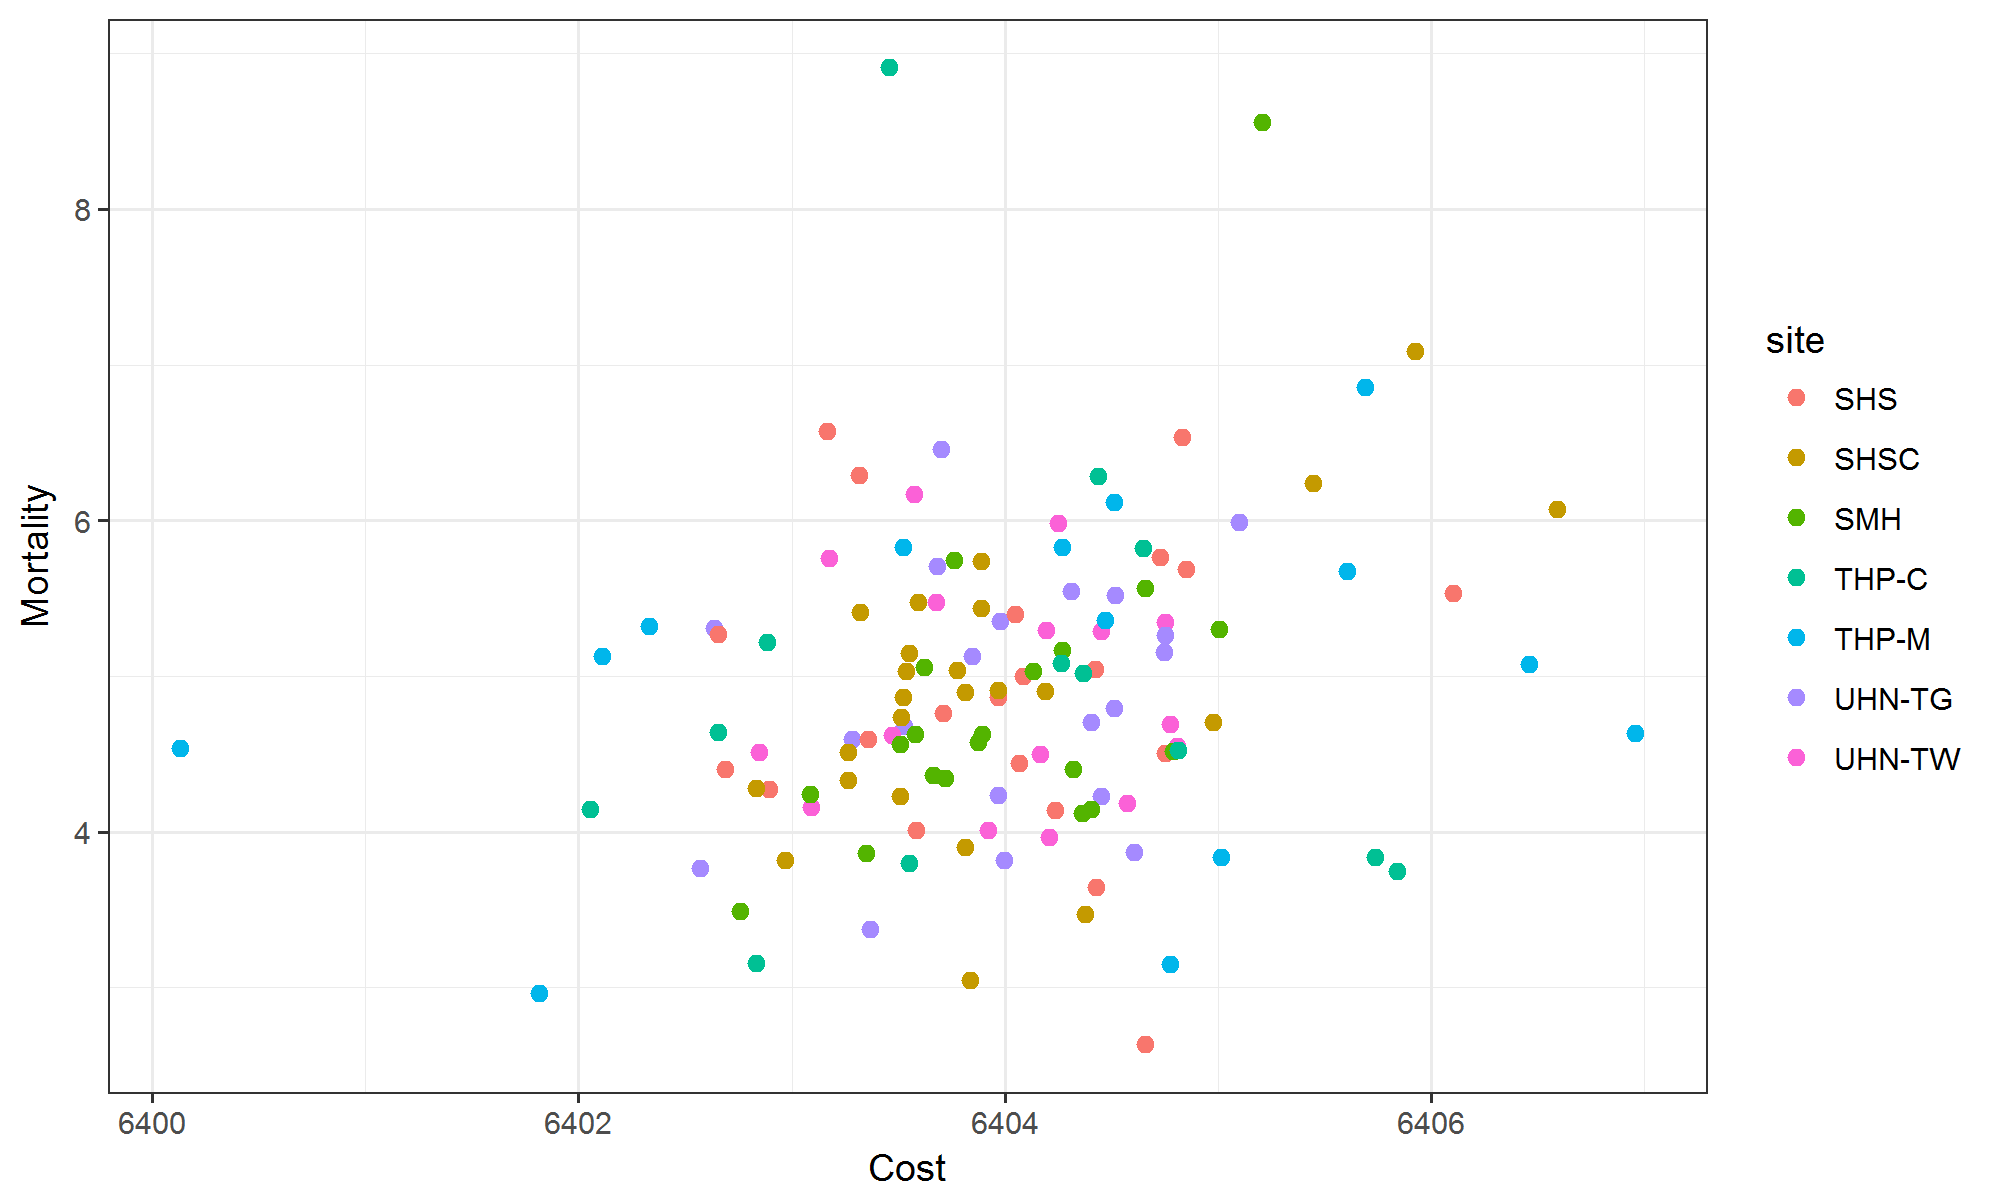 8
6
4
Mortality
6400
6402
6404
6406
Cost
site
SHS
SHSC
SMH
THP-C
THP-M
UHN-TG
UHN-TW